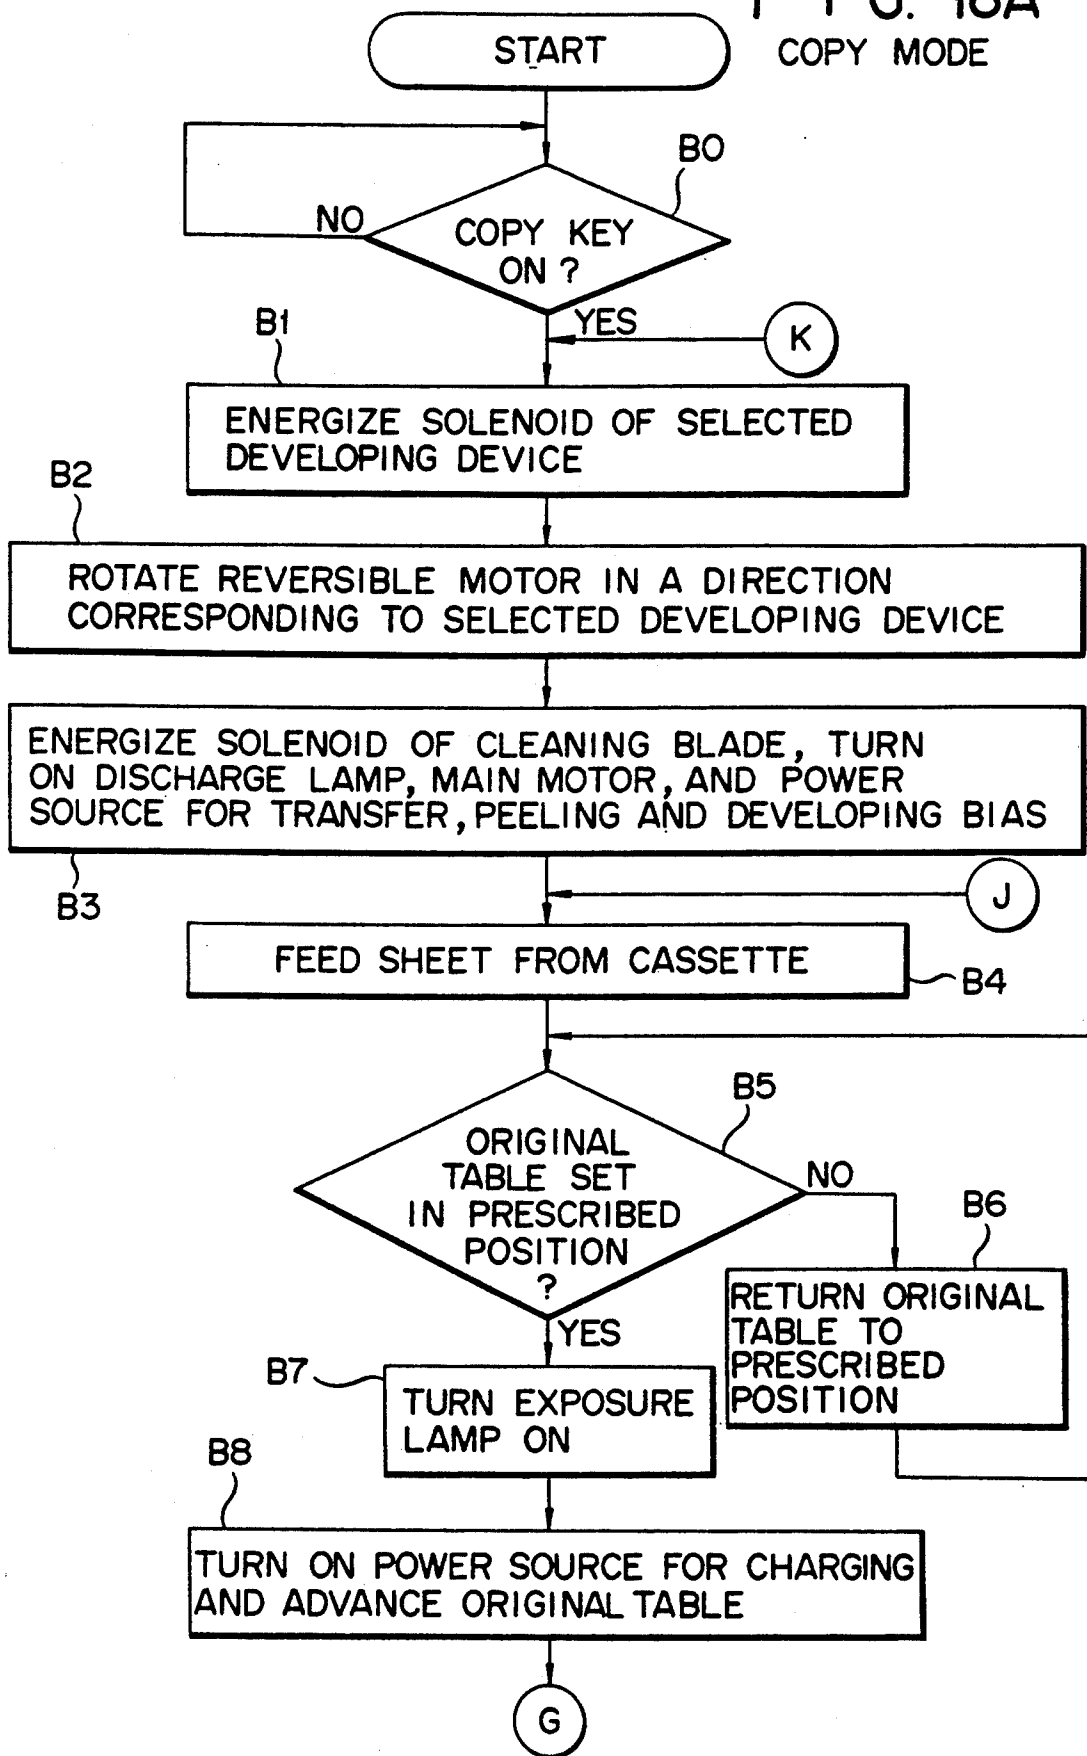 F I G. 16A
COPY MODE
START
B0
NO
COPY KEY
ON ?
YES
K
B1
ENERGIZE SOLENOID OF SELECTED
DEVELOPING DEVICE
B2
ROTATE REVERSIBLE MOTOR IN A DIRECTION
CORRESPONDING TO SELECTED DEVELOPING DEVICE
ENERGIZE SOLENOID OF CLEANING BLADE, TURN
ON DISCHARGE LAMP, MAIN MOTOR, AND POWER
SOURCE FOR TRANSFER, PEELING AND DEVELOPING BIAS
B3
J
FEED SHEET FROM CASSETTE
B4
B5
ORIGINAL
TABLE SET
IN PRESCRIBED
POSITION
?
NO
B6
RETURN ORIGINAL
TABLE TO
PRESCRIBED
POSITION
YES
B7
TURN EXPOSURE
LAMP ON
B8
TURN ON POWER SOURCE FOR CHARGING
AND ADVANCE ORIGINAL TABLE
G